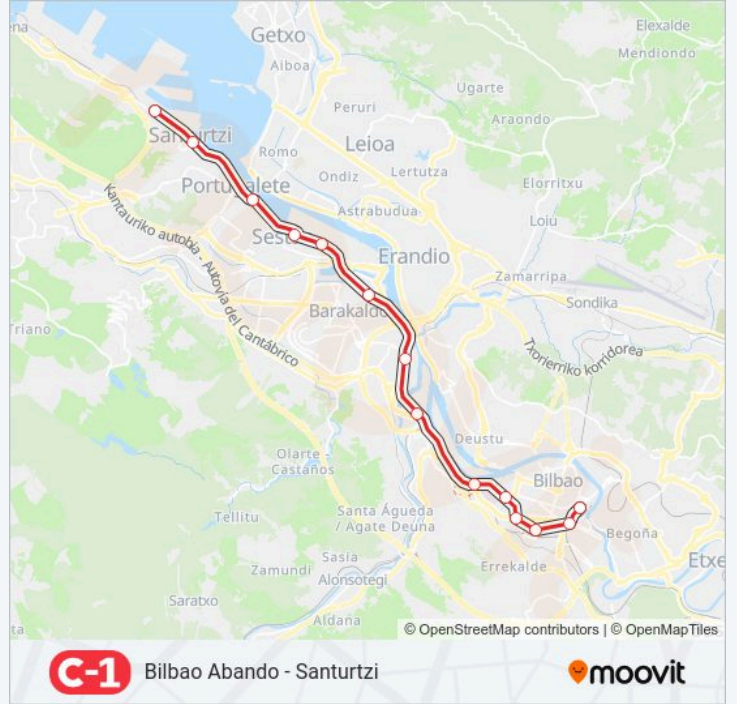 ena
Getxo
Elexalde
Mendiondo
Aiboa
Ugarte
Peruri
Araondo
Santurtzi
Leioa
Romo
Lertutza
Portugalete
Ondiz
Elorritxu
Astrabudua
Loiu
Kantauriko autobia - Autovía del Cantábrico
Erandio
Zamarripa
Sondika
Barakaldo
Triano
Txorierriko korridorea
Deustu
Olarte -
Castaños
Bilbao
Tellitu
Santa Águeda
/ Agate Deuna
Begoña
Etxe
Sasia
Errekalde
Zamundi
Alonsotegi
Saratxo
Aldana
ta
© OpenStreetMap contributors | © OpenMapTiles
C-1 Bilbao Abando - Santurtzi
moovit